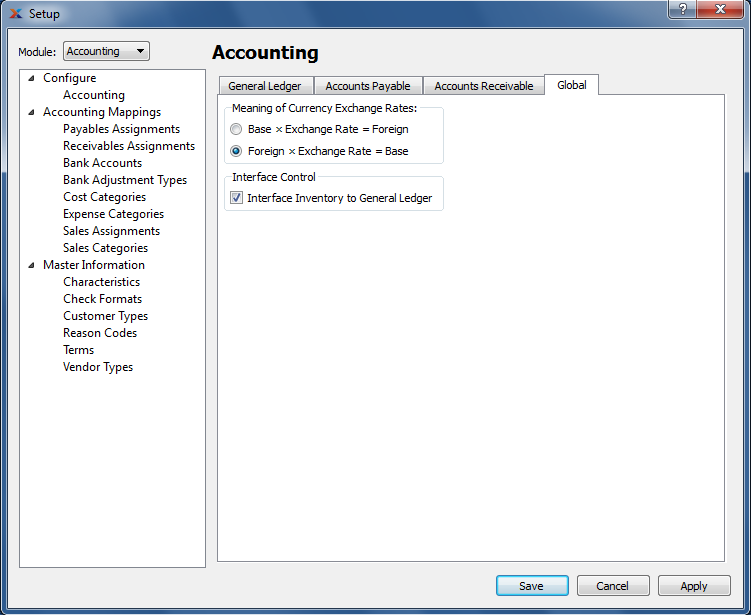 Setup
?
Module: Accounting
Accounting
Configure
Accounting
Accounting Mappings
Payables Assignments
Receivables Assignments
Bank Accounts
Bank Adjustment Types
Cost Categories
Expense Categories
Sales Assignments
Sales Categories
Master Information
Characteristics
Check Formats
Customer Types
Reason Codes
Terms
Vendor Types
General Ledger Accounts Payable Accounts Receivable Global
Meaning of Currency Exchange Rates:
Base × Exchange Rate = Foreign
Foreign × Exchange Rate = Base
Interface Control
Interface Inventory to General Ledger
Save Cancel Apply